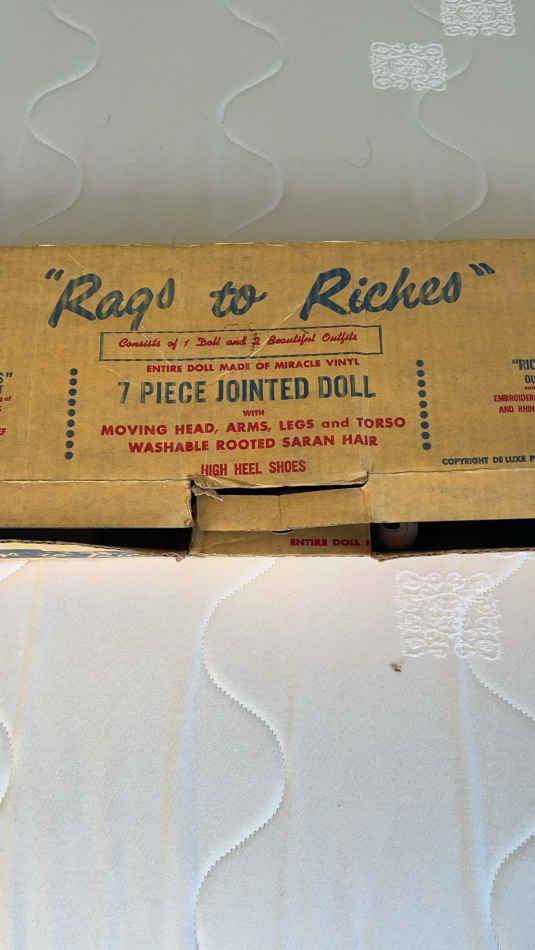 "Rags to Riches"
Consists of 1 Doll and 2 Beautiful Outfits
ENTIRE DOLL MADE OF MIRACLE VINYL
7 PIECE JOINTED DOLL
WITH
MOVING HEAD, ARMS, LEGS and TORSO
WASHABLE ROOTED SARAN HAIR
HIGH HEEL SHOES
"RIC
OU
EMBROIDER
AND RHIN
COPYRIGHT DE LUXE P
ENTIRE DOLL